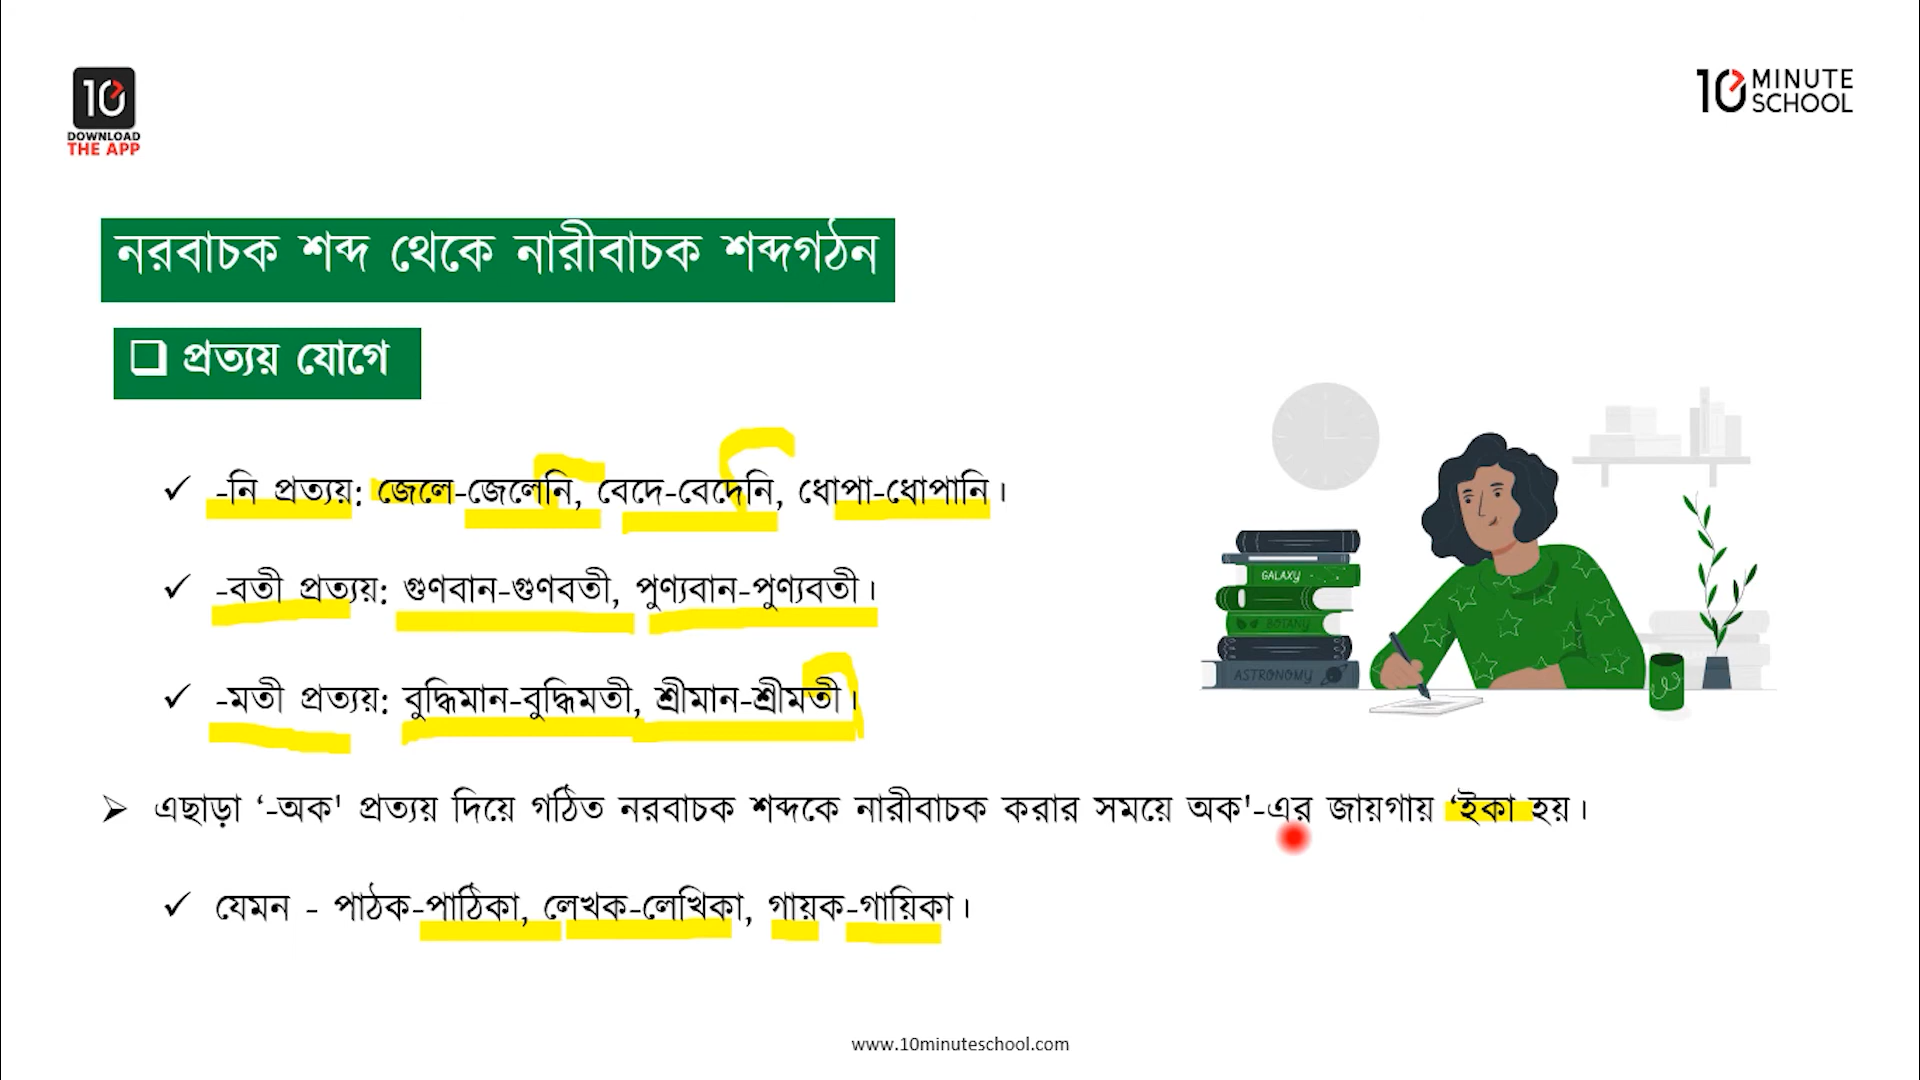 10
DOWNLOAD
THE APP
10 MINUTE
SCHOOL
নরবাচক শব্দ থেকে নারীবাচক শব্দগঠন
❑ প্রত্যয় যোগে
✓ -নি প্রত্যয়: জেলে-জেলেনি, বেদে-বেদেনি, ধোপা-ধোপানি।
✓ -বতী প্রত্যয়: গুণবান-গুণবতী, পুণ্যবান-পুণ্যবতী।
✓ -মতী প্রত্যয়: বুদ্ধিমান-বুদ্ধিমতী, শ্রীমান-শ্রীমতী।
➢ এছাড়া ‘-অক' প্রত্যয় দিয়ে গঠিত নরবাচক শব্দকে নারীবাচক করার সময়ে অক'-এর জায়গায় ‘ইকা হয়।
✓ যেমন - পাঠক-পাঠিকা, লেখক-লেখিকা, গায়ক-গায়িকা।
GALAXY
BOTANY
ASTRONOMY
www.10minuteschool.com